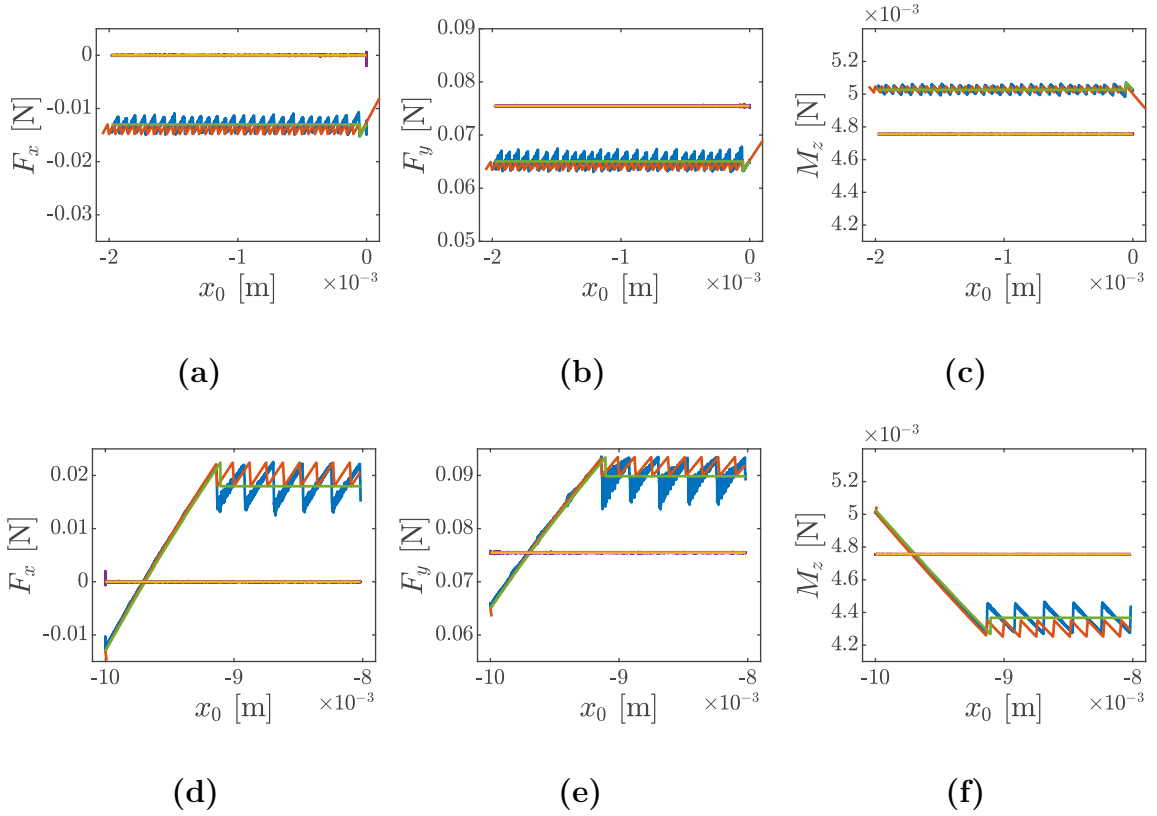 ×10⁻³
0 -0.01 -0.02 -0.03
F_x [N]
-2 -1 0
x_0 [m] ×10⁻³
0.09 0.08 0.07 0.06 0.05
F_y [N]
-2 -1 0
x_0 [m] ×10⁻³
5.2 5 4.8 4.6 4.4 4.2
M_z [N]
-2 -1 0
x_0 [m] ×10⁻³
(a) (b) (c)
×10⁻³
0.02 0.01 0 -0.01
F_x [N]
-10 -9 -8
x_0 [m] ×10⁻³
0.09 0.08 0.07 0.06
F_y [N]
-10 -9 -8
x_0 [m] ×10⁻³
5.2 5 4.8 4.6 4.4 4.2
M_z [N]
-10 -9 -8
x_0 [m] ×10⁻³
(d) (e) (f)